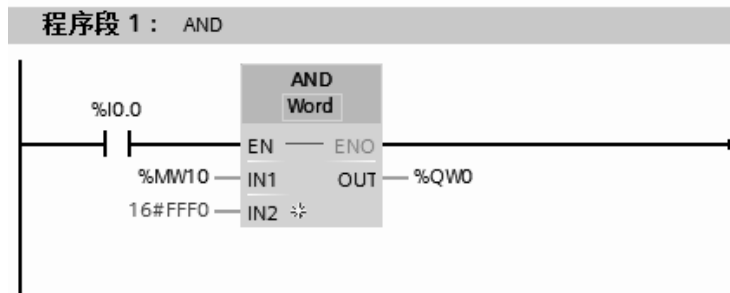 程序段 1： AND
AND
Word
%I0.0
EN ENO
%MW10 IN1 OUT %QW0
16#FFF0 IN2